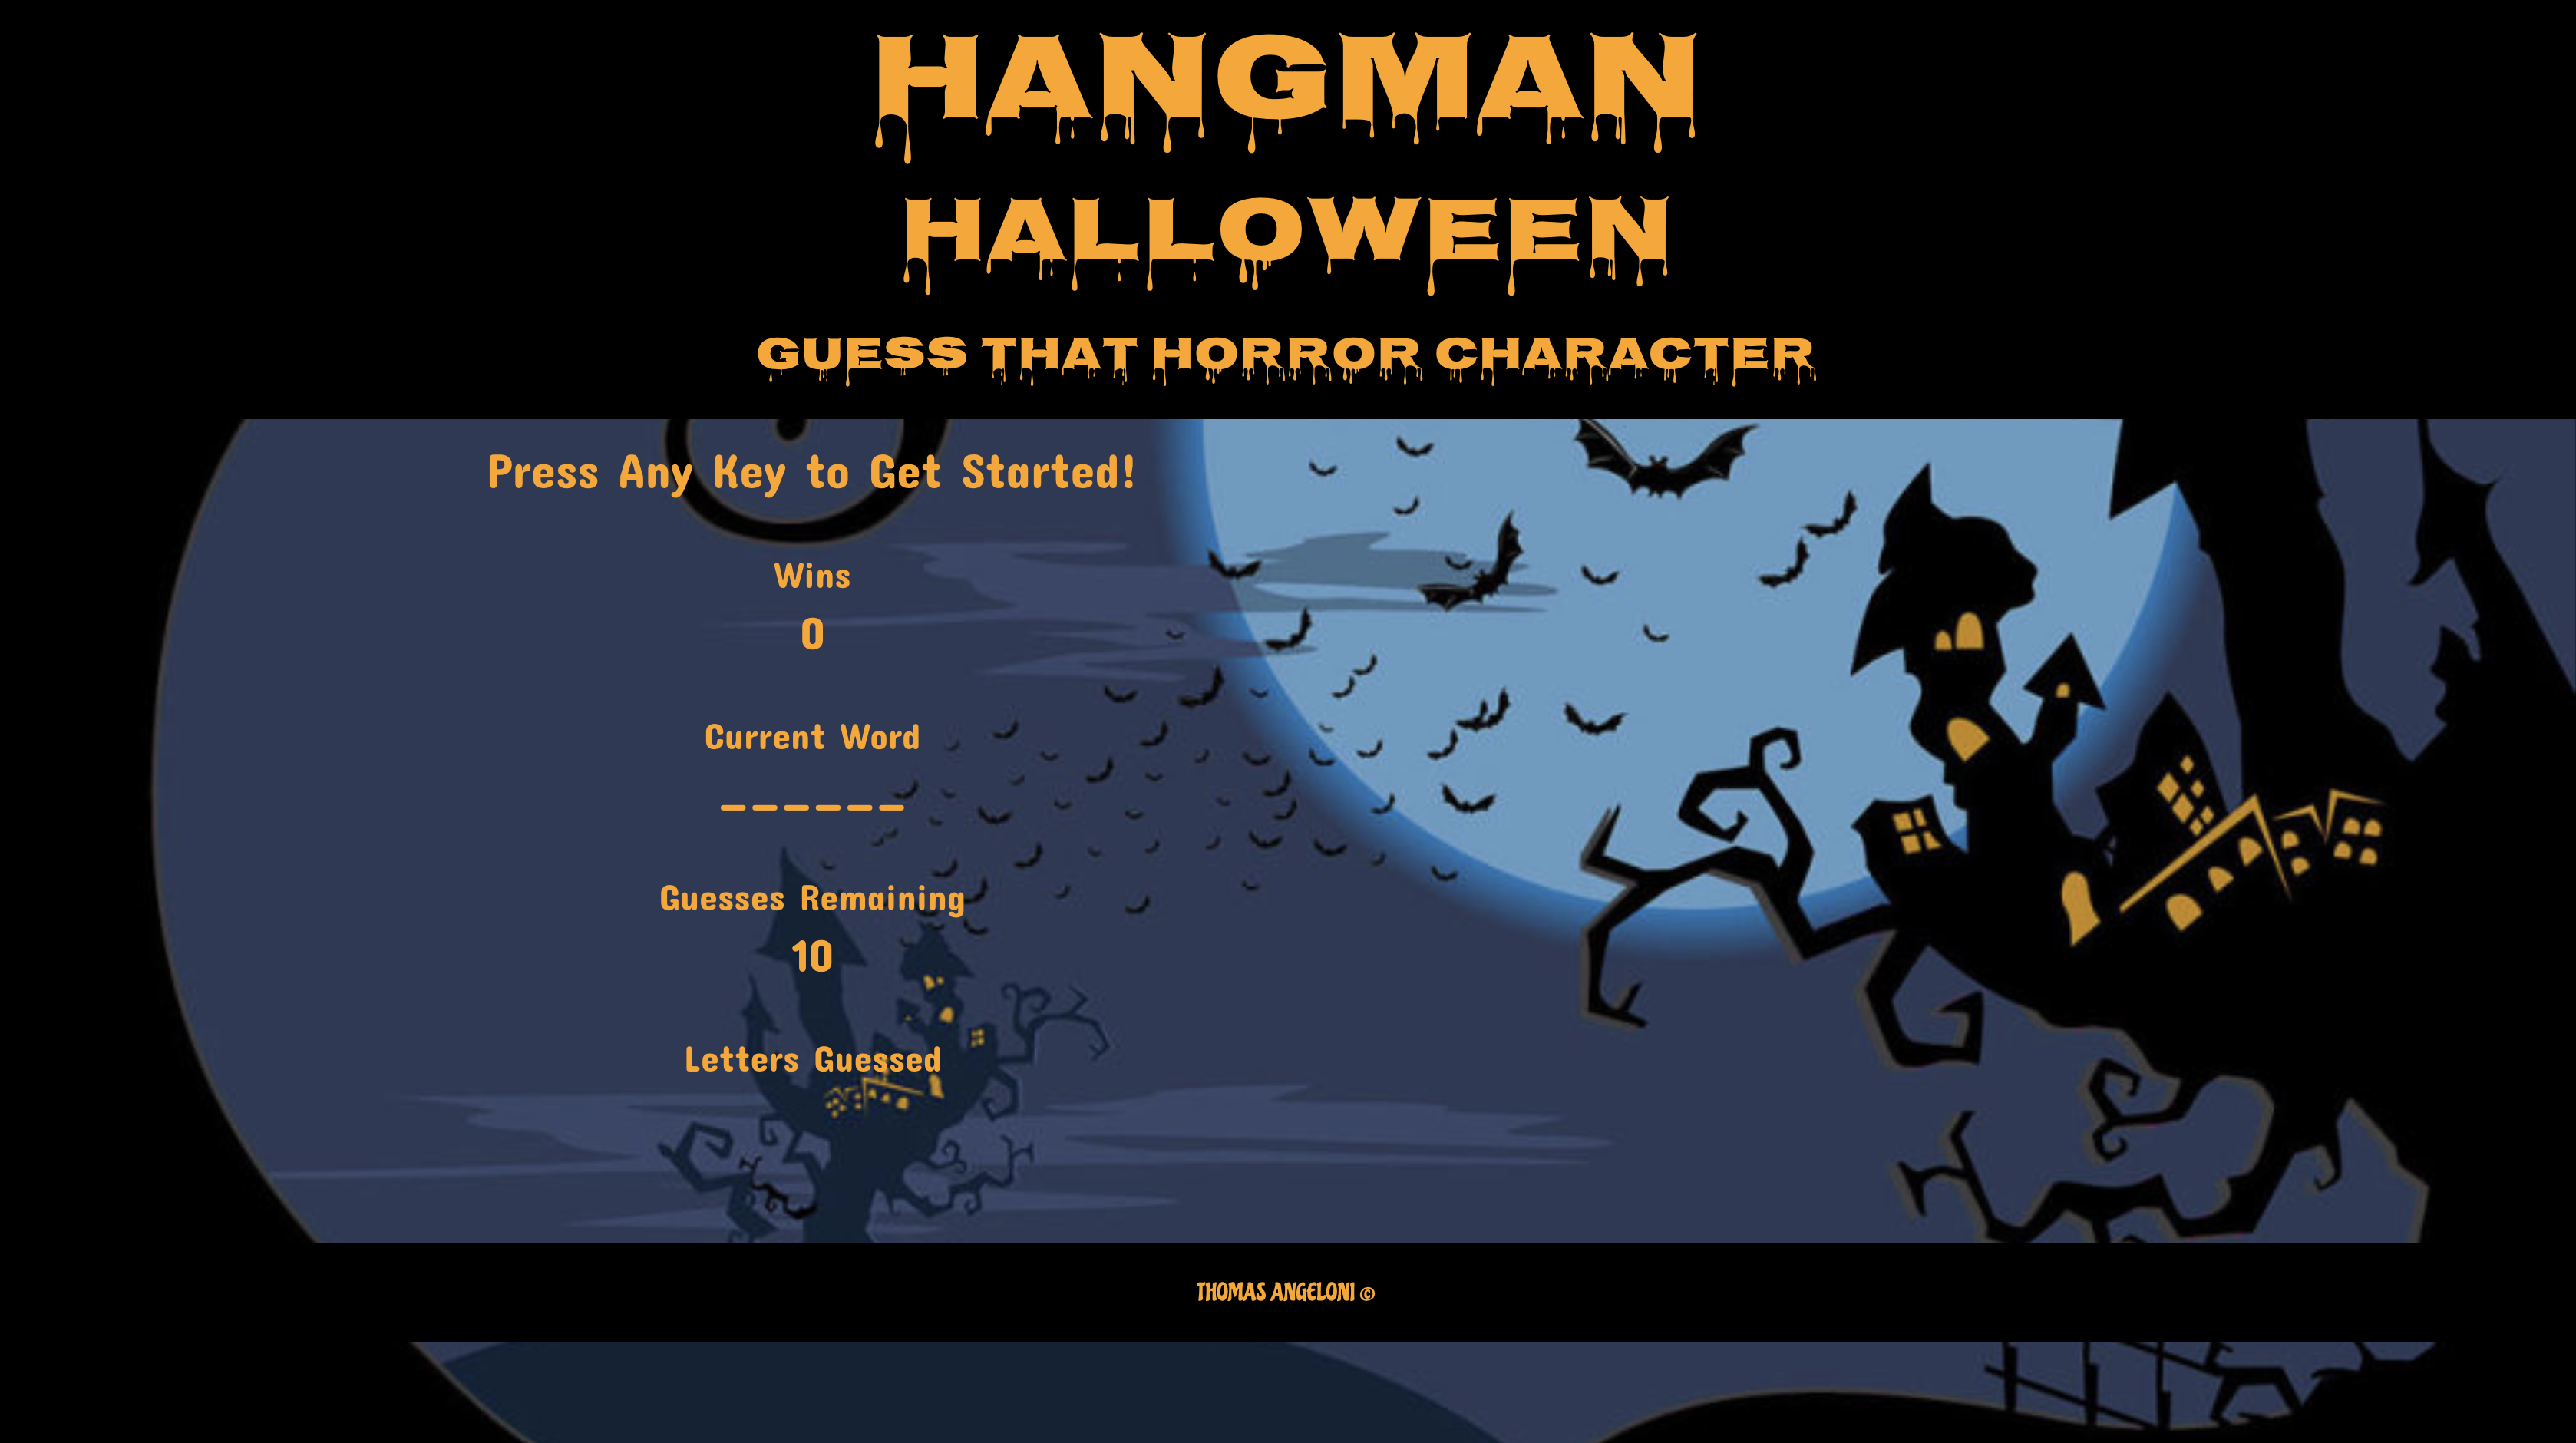 HANGMAN
HALLOWEEN
GUESS THAT HORROR CHARACTER
Press Any Key to Get Started!
Wins
0
Current Word
______
Guesses Remaining
10
Letters Guessed
THOMAS ANGELONI ©